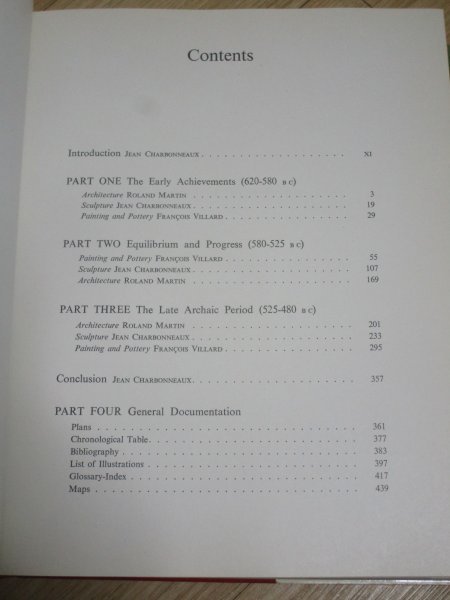 Contents
Introduction JEAN CHARBONNEAUX . . . . . . . . . . . . . . . . . . . XI
PART ONE The Early Achievements (620-580 B C)
Architecture ROLAND MARTIN . . . . . . . . . . . . . . . . . . . 3
Sculpture JEAN CHARBONNEAUX . . . . . . . . . . . . . . . . . . . 19
Painting and Pottery FRANÇOIS VILLARD . . . . . . . . . . . . . . . . 29
PART TWO Equilibrium and Progress (580-525 B C)
Painting and Pottery FRANÇOIS VILLARD . . . . . . . . . . . . . . . . 55
Sculpture JEAN CHARBONNEAUX . . . . . . . . . . . . . . . . . . . 107
Architecture ROLAND MARTIN . . . . . . . . . . . . . . . . . . . 169
PART THREE The Late Archaic Period (525-480 B C)
Architecture ROLAND MARTIN . . . . . . . . . . . . . . . . . . . 201
Sculpture JEAN CHARBONNEAUX . . . . . . . . . . . . . . . . . . . 233
Painting and Pottery FRANÇOIS VILLARD . . . . . . . . . . . . . . . . 295
Conclusion JEAN CHARBONNEAUX . . . . . . . . . . . . . . . . . . . 357
PART FOUR General Documentation
Plans . . . . . . . . . . . . . . . . . . . . . . . . . . . 361
Chronological Table . . . . . . . . . . . . . . . . . . . . . . 377
Bibliography . . . . . . . . . . . . . . . . . . . . . . . . . 383
List of Illustrations . . . . . . . . . . . . . . . . . . . . . . 397
Glossary-Index . . . . . . . . . . . . . . . . . . . . . . . . 417
Maps . . . . . . . . . . . . . . . . . . . . . . . . . . . 439